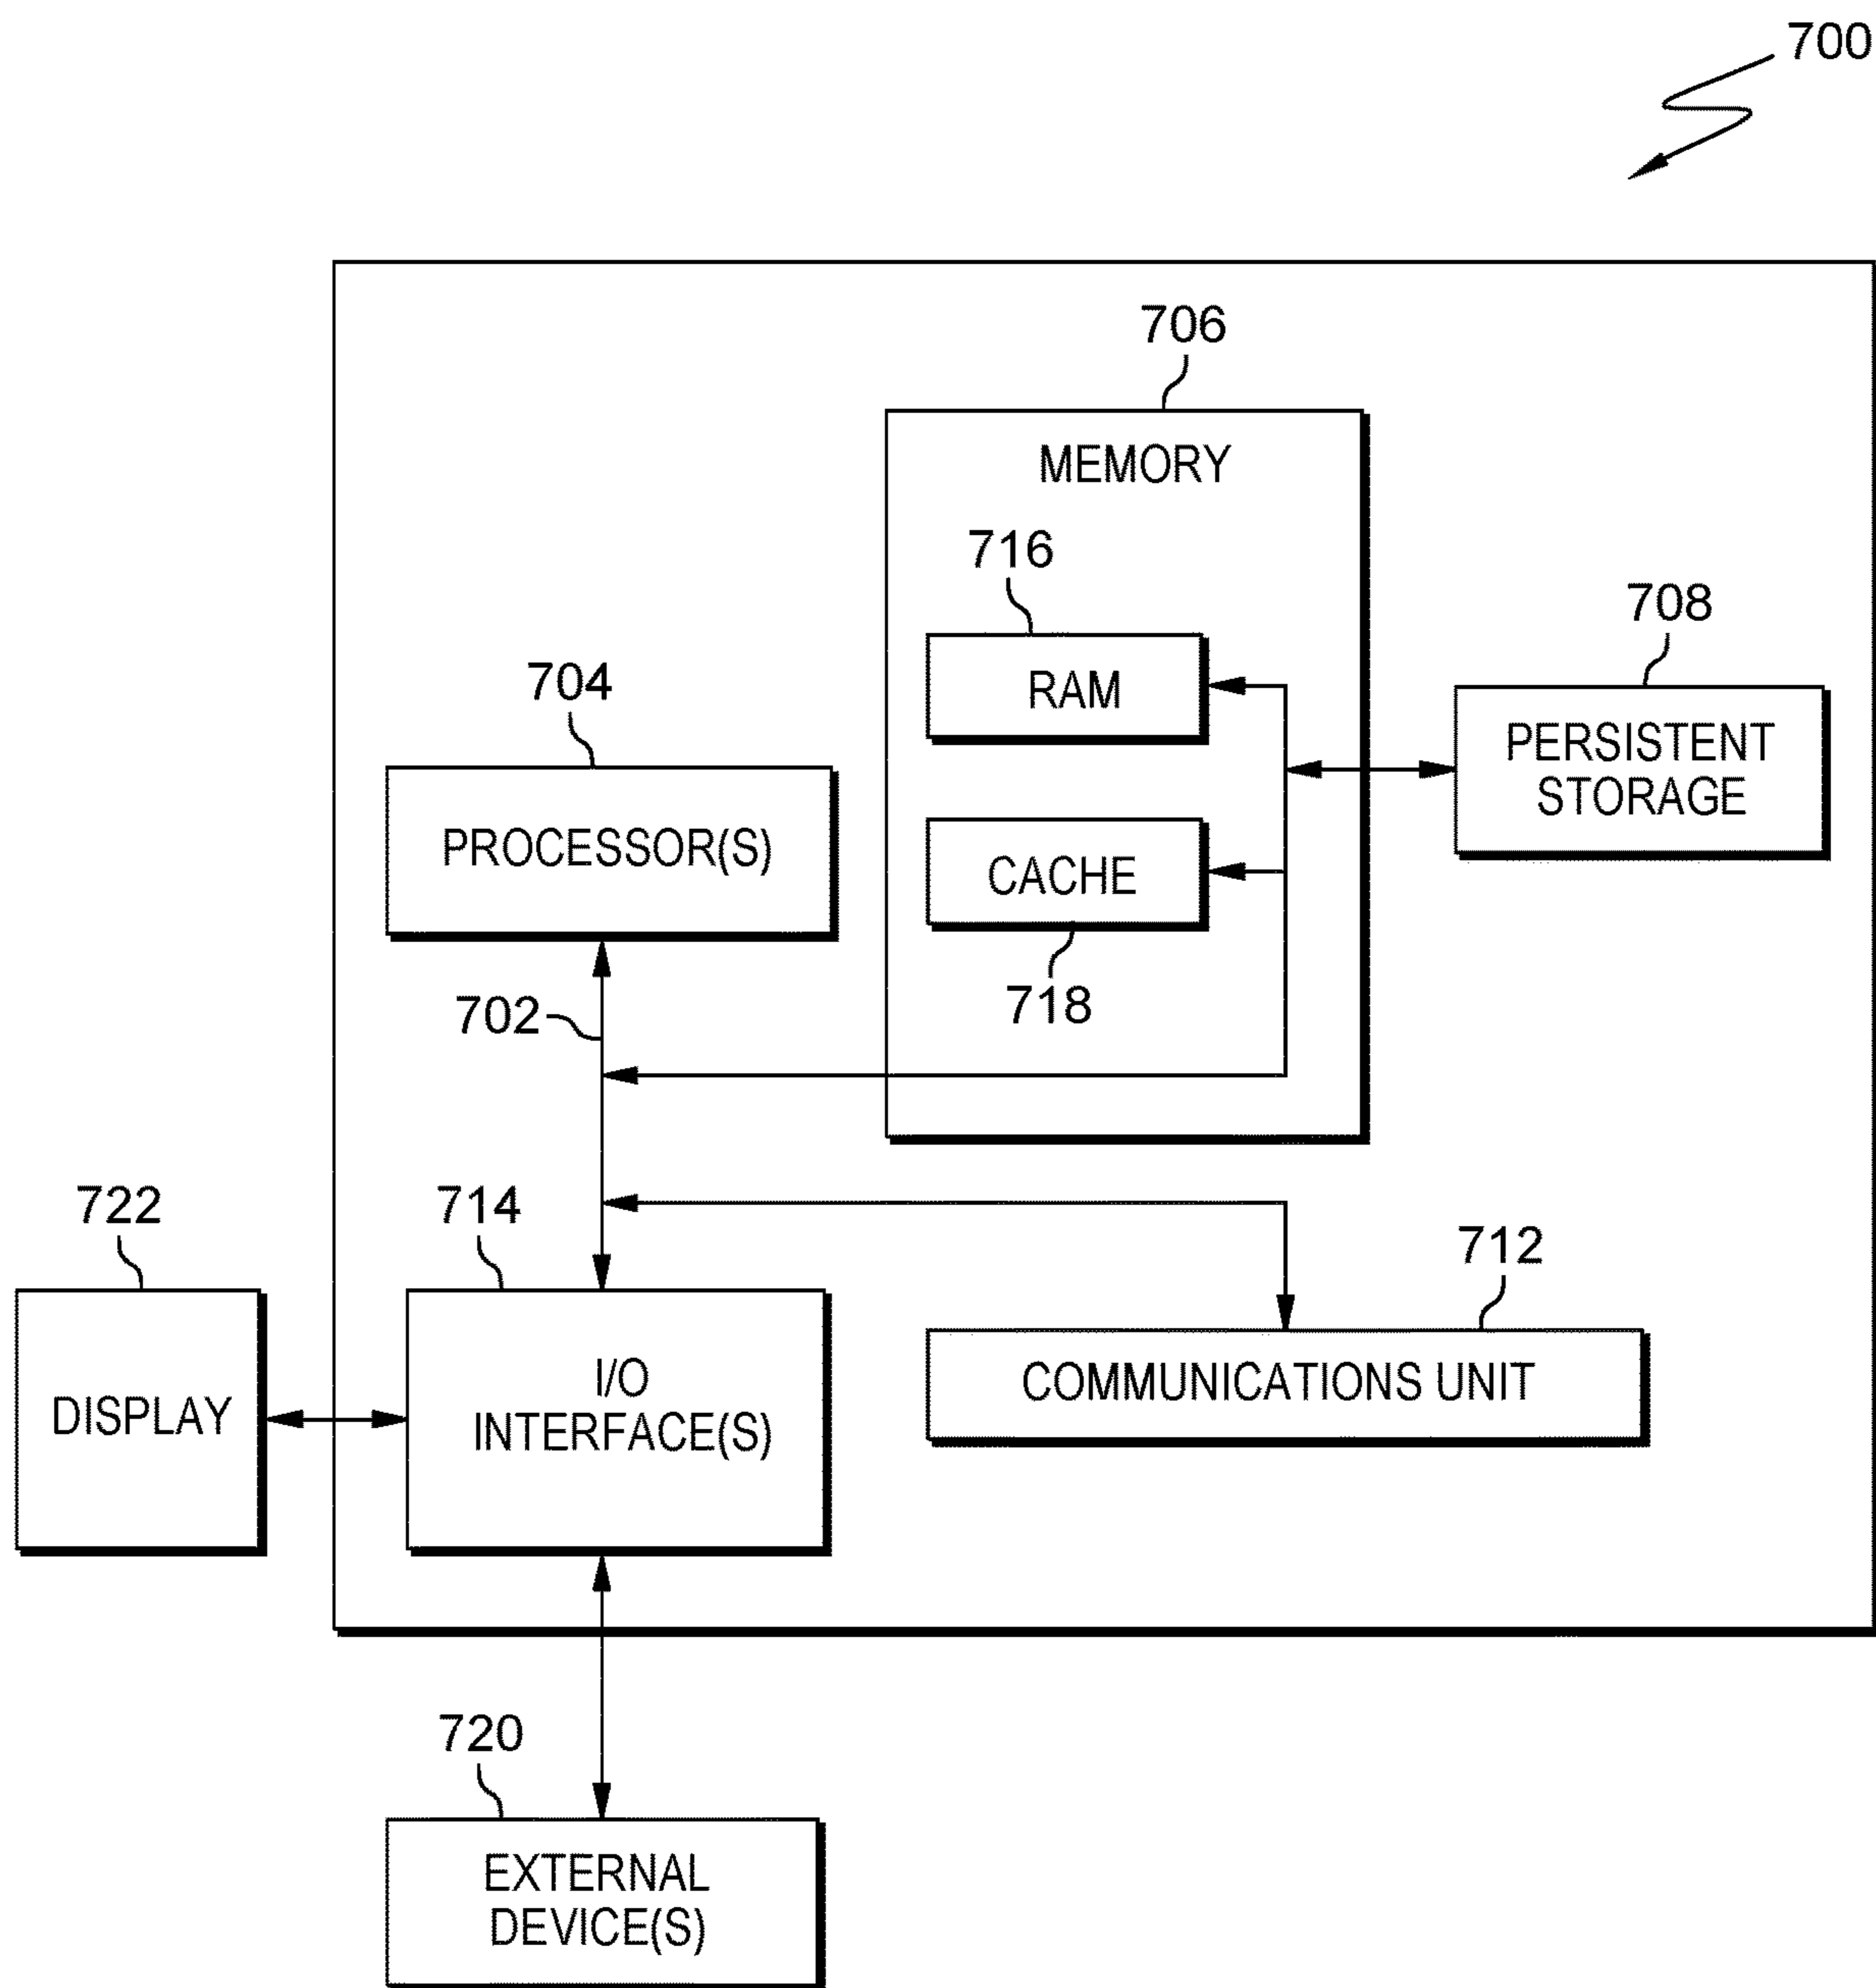 700
706
MEMORY
716
RAM
708
PERSISTENT
STORAGE
704
PROCESSOR(S)
CACHE
718
702
722
DISPLAY
714
I/O
INTERFACE(S)
712
COMMUNICATIONS UNIT
720
EXTERNAL
DEVICE(S)